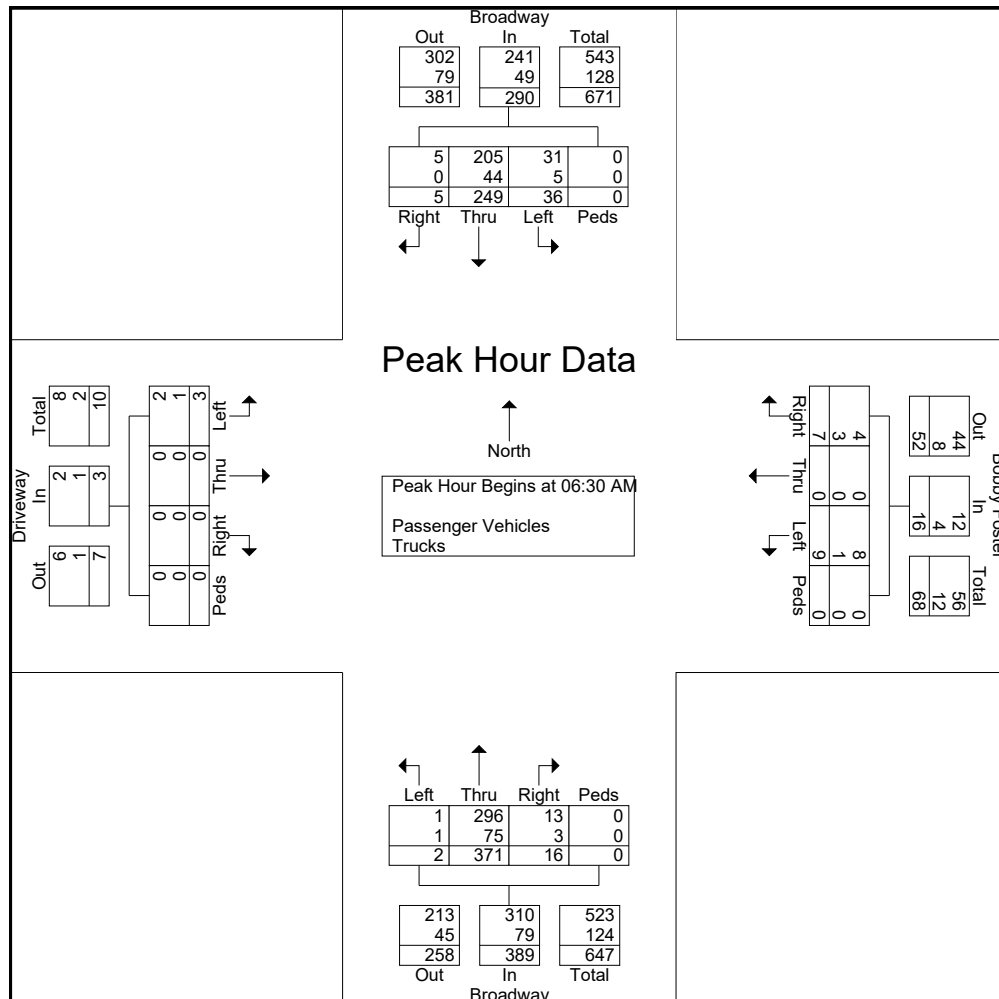 Broadway
Out In Total
302 241 543
79 49 128
381 290 671
5 205 31 0
0 44 5 0
5 249 36 0
Right Thru Left Peds
Peak Hour Data
North
Peak Hour Begins at 06:30 AM
Passenger Vehicles
Trucks
Driveway
Total In Out
8 2 6
2 1 1
10 3 7
2 0 0 0
1 0 0 0
3 0 0 0
Left Thru Right Peds
Bobby Foster
Out In Total
44 12 56
8 4 12
52 16 68
4 0 8 0
3 0 1 0
7 0 9 0
Right Thru Left Peds
Left Thru Right Peds
1 296 13 0
1 75 3 0
2 371 16 0
213 310 523
45 79 124
258 389 647
Out In Total
Broadway